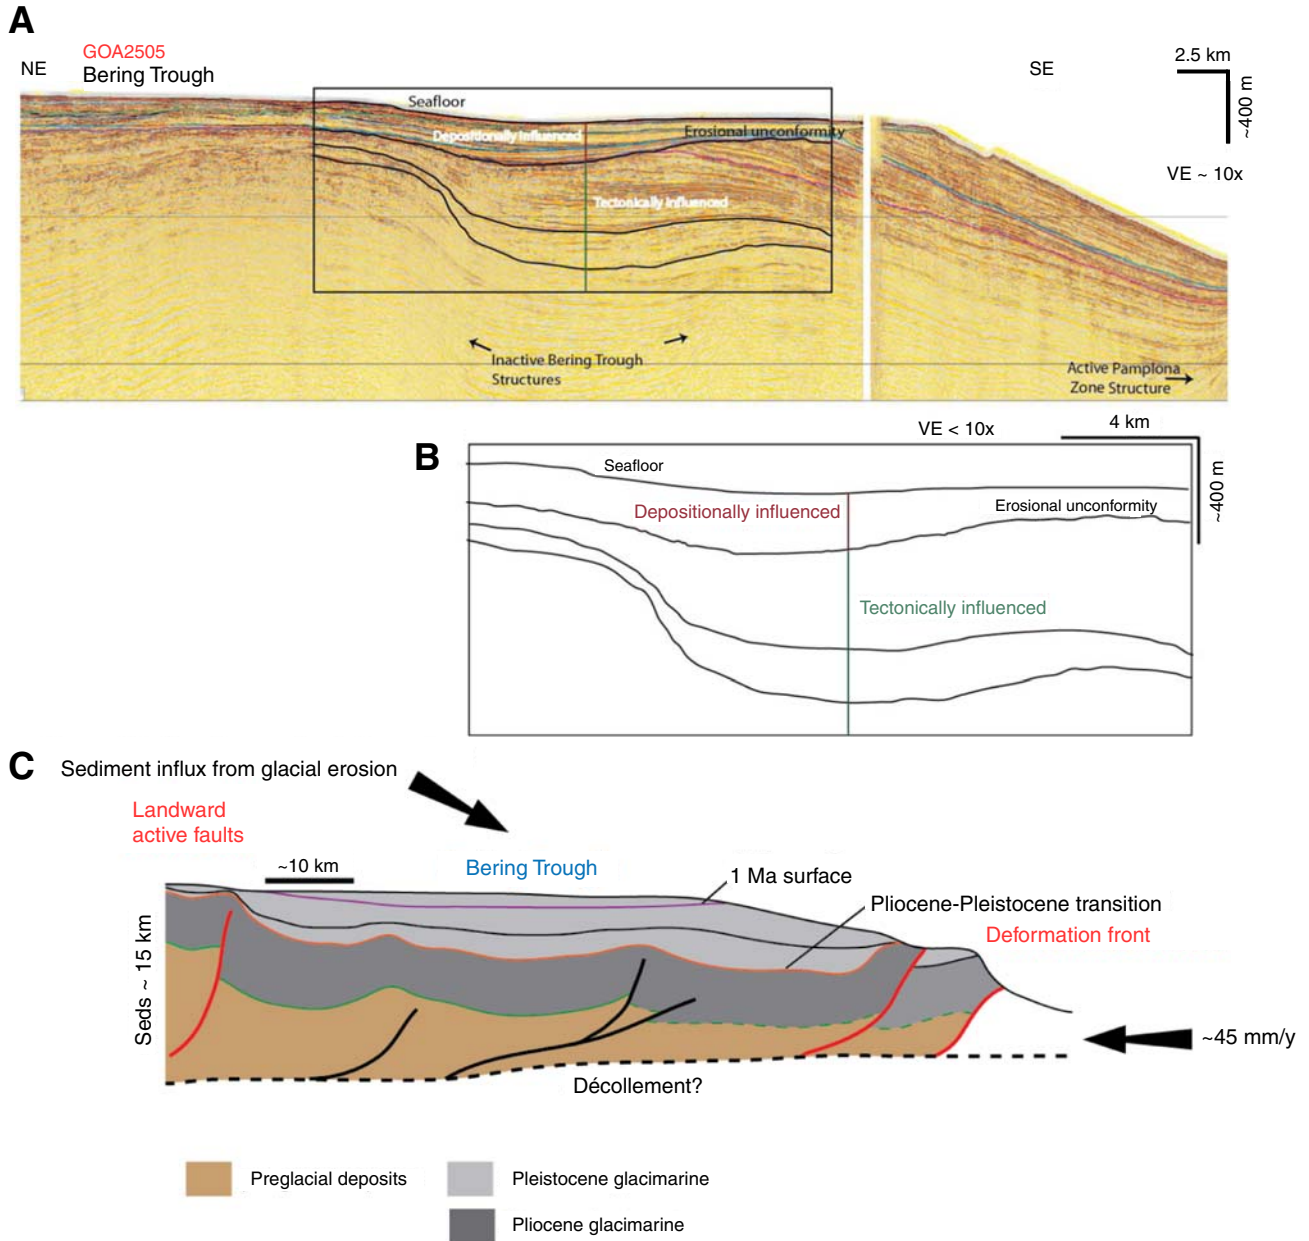 A
GOA2505
NE
Bering Trough
SE
2.5 km
~400 m
VE ~ 10x
Seafloor
Depositionally influenced
Erosional unconformity
Tectonically influenced
Inactive Bering Trough
Structures
Active Pamplona
Zone Structure
B
VE < 10x
4 km
~400 m
Seafloor
Depositionally influenced
Erosional unconformity
Tectonically influenced
C
Sediment influx from glacial erosion
Landward
active faults
~10 km
Bering Trough
1 Ma surface
Pliocene-Pleistocene transition
Deformation front
Seds ~ 15 km
~45 mm/y
Décollement?
Preglacial deposits
Pleistocene glacimarine
Pliocene glacimarine